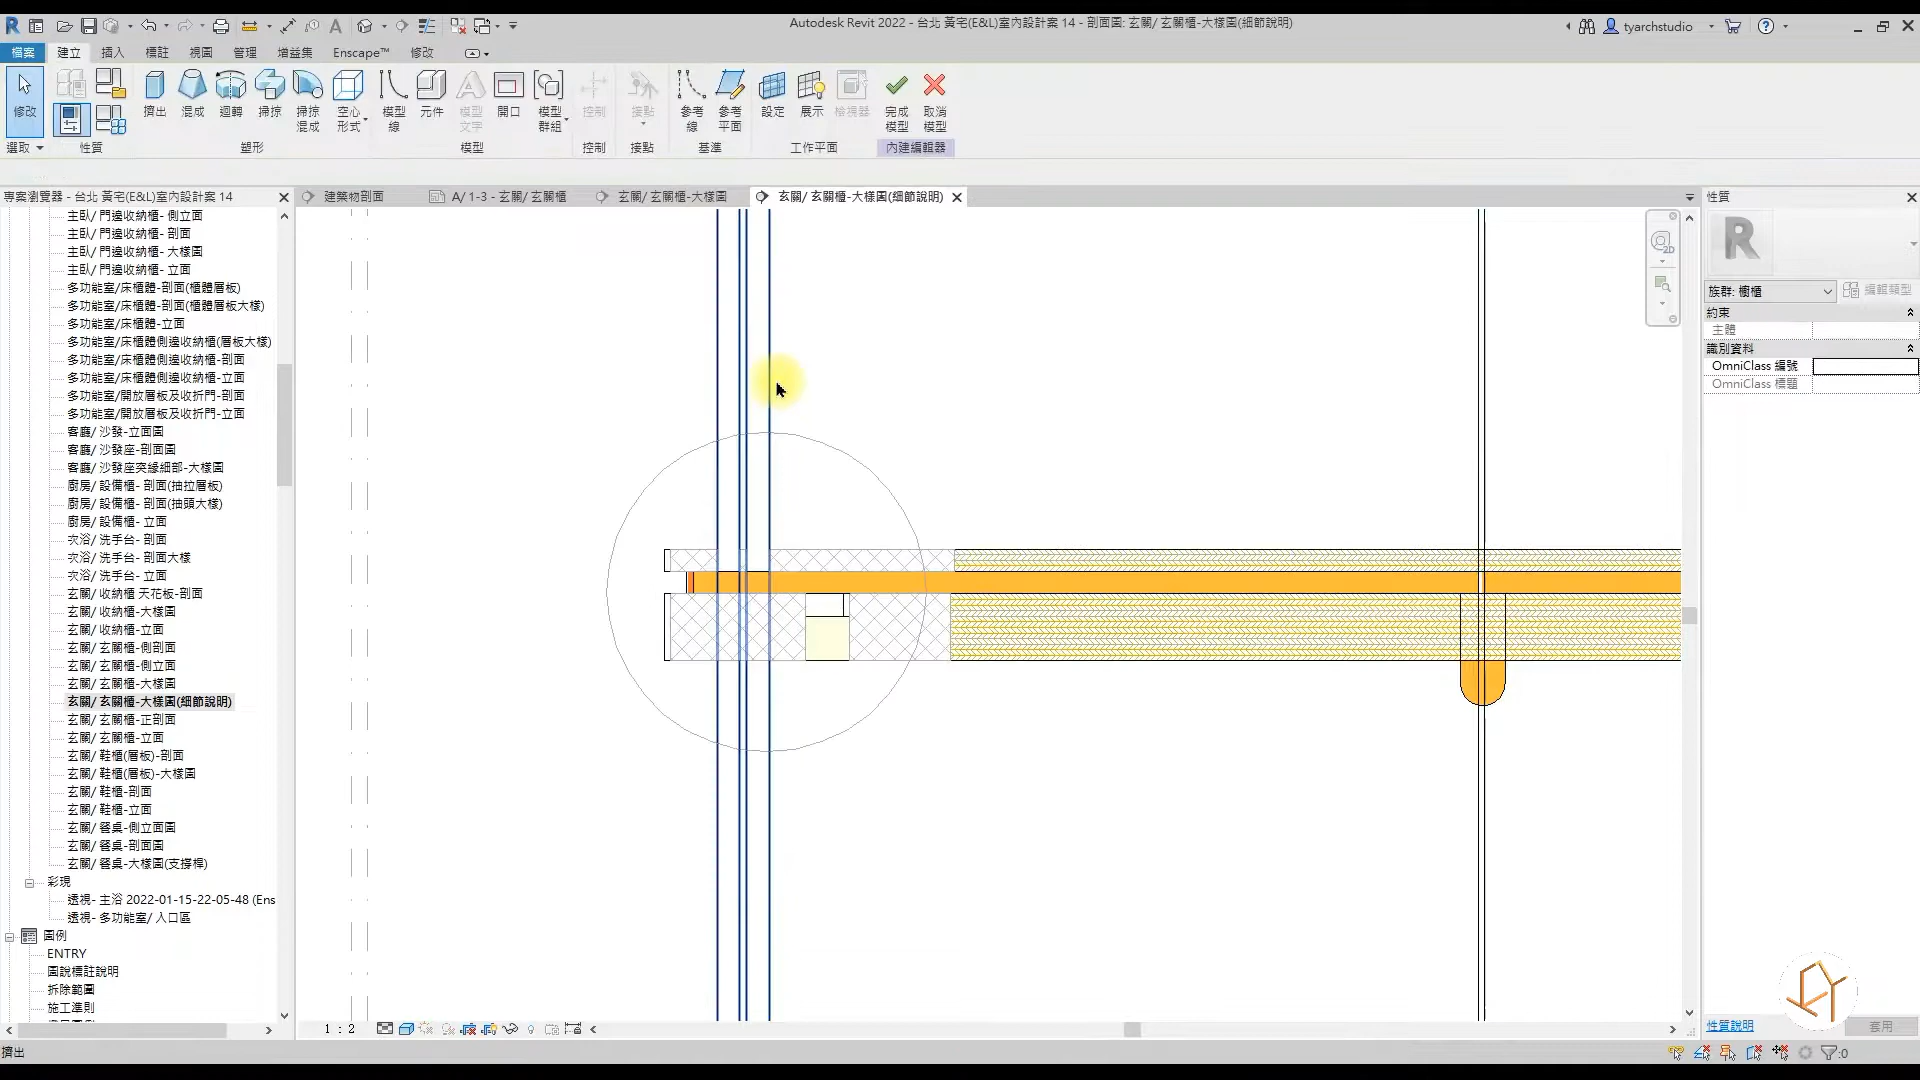 Autodesk Revit 2022 - 台北 黃宅(E&L)室內設計案 14 - 剖面圖: 玄關/ 玄關櫃-大樣圖(細節說明)
tyarchstudio
檔案 建立 插入 標註 視圖 管理 增益集 Enscape™ 修改
修改 擠出 混成 迴轉 掃掠 掃掠混成 空心形式 模型線 元件 模型文字 開口 模型群組 控制 接點 參考線 參考平面 設定 展示 檢視器 完成模型 取消模型
選取 性質 塑形 模型 控制 接點 基準 工作平面 內建編輯器
專案瀏覽器 - 台北 黃宅(E&L)室內設計案 14
建築物剖面 A/ 1-3 - 玄關/ 玄關櫃 玄關/ 玄關櫃-大樣圖 玄關/ 玄關櫃-大樣圖(細節說明)
主臥/ 門邊收納櫃- 側立面
主臥/ 門邊收納櫃- 剖面
主臥/ 門邊收納櫃- 大樣圖
主臥/ 門邊收納櫃- 立面
多功能室/床櫃體-剖面(櫃體層板)
多功能室/床櫃體-剖面(櫃體層板大樣)
多功能室/床櫃體-立面
多功能室/床櫃體側邊收納櫃(層板大樣)
多功能室/床櫃體側邊收納櫃-剖面
多功能室/床櫃體側邊收納櫃-立面
多功能室/開放層板及收折門-剖面
多功能室/開放層板及收折門-立面
客廳/ 沙發-立面圖
客廳/ 沙發座-剖面圖
客廳/ 沙發座突緣細部-大樣圖
廚房/ 設備櫃- 剖面(抽拉層板)
廚房/ 設備櫃- 剖面(抽頭大樣)
廚房/ 設備櫃- 立面
次浴/ 洗手台- 剖面
次浴/ 洗手台- 剖面大樣
次浴/ 洗手台- 立面
玄關/ 收納櫃 天花板-剖面
玄關/ 收納櫃-大樣圖
玄關/ 收納櫃-立面
玄關/ 玄關櫃-側剖面
玄關/ 玄關櫃-側立面
玄關/ 玄關櫃-大樣圖
玄關/ 玄關櫃-大樣圖(細節說明)
玄關/ 玄關櫃-正剖面
玄關/ 玄關櫃-立面
玄關/ 鞋櫃(層板)-剖面
玄關/ 鞋櫃(層板)-大樣圖
玄關/ 鞋櫃-剖面
玄關/ 鞋櫃-立面
玄關/ 餐桌-側立面圖
玄關/ 餐桌-剖面圖
玄關/ 餐桌-大樣圖(支撐桿)
彩現
透視- 主浴 2022-01-15-22-05-48 (Ens
透視- 多功能室/ 入口區
圖例
ENTRY
圖說標註說明
拆除範圍
施工準則
性質
族群: 櫥櫃
編輯類型
約束
主體
識別資料
OmniClass 編號
OmniClass 標題
性質說明
套用
1 : 2
擠出
:0
2D